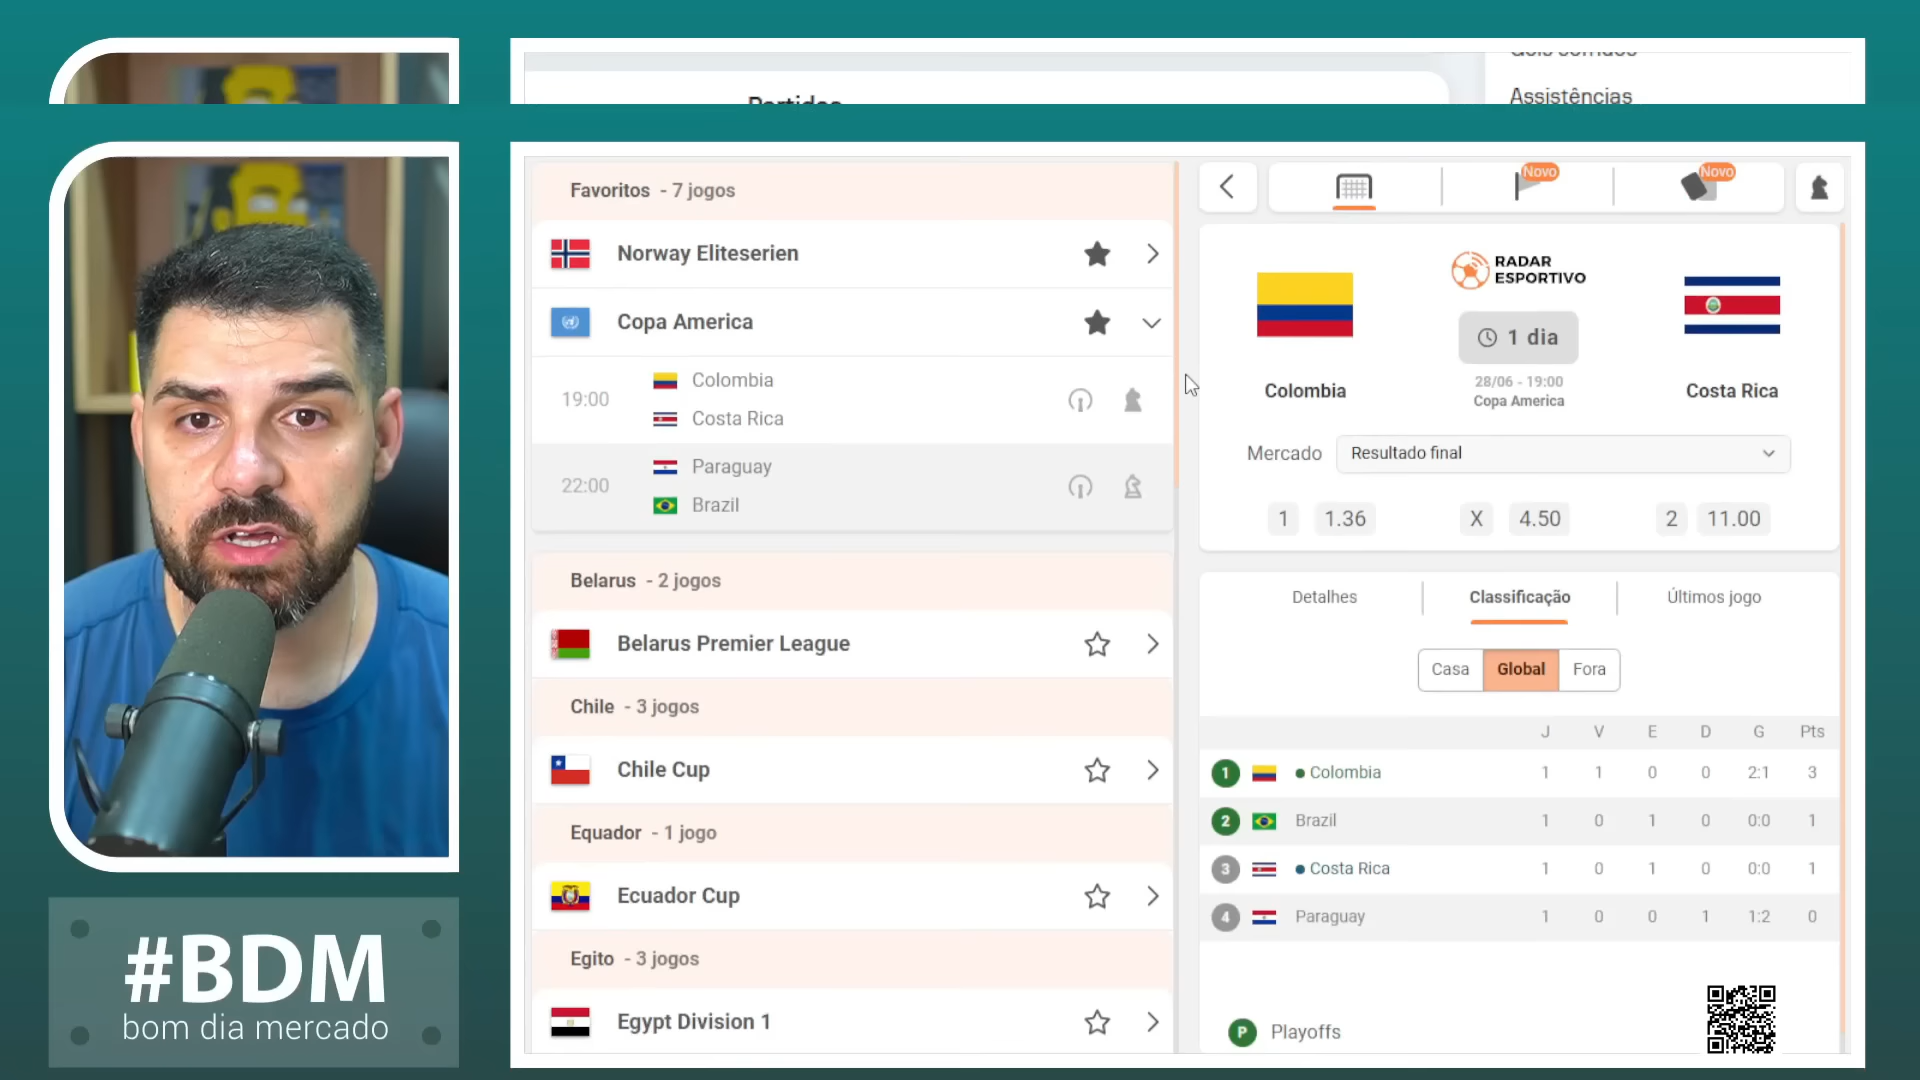 Assistências
Favoritos - 7 jogos
Norway Eliteserien
Copa America
19:00
Colombia
Costa Rica
22:00
Paraguay
Brazil
Belarus - 2 jogos
Belarus Premier League
Chile - 3 jogos
Chile Cup
Equador - 1 jogo
Ecuador Cup
Egito - 3 jogos
Egypt Division 1
Novo
Novo
RADAR
ESPORTIVO
1 dia
28/06 - 19:00
Copa America
Colombia
Costa Rica
Mercado Resultado final
1 1.36 X 4.50 2 11.00
Detalhes Classificação Últimos jogo
Casa Global Fora
J V E D G Pts
1 Colombia 1 1 0 0 2:1 3
2 Brazil 1 0 1 0 0:0 1
3 Costa Rica 1 0 1 0 0:0 1
4 Paraguay 1 0 0 1 1:2 0
P Playoffs
#BDM
bom dia mercado